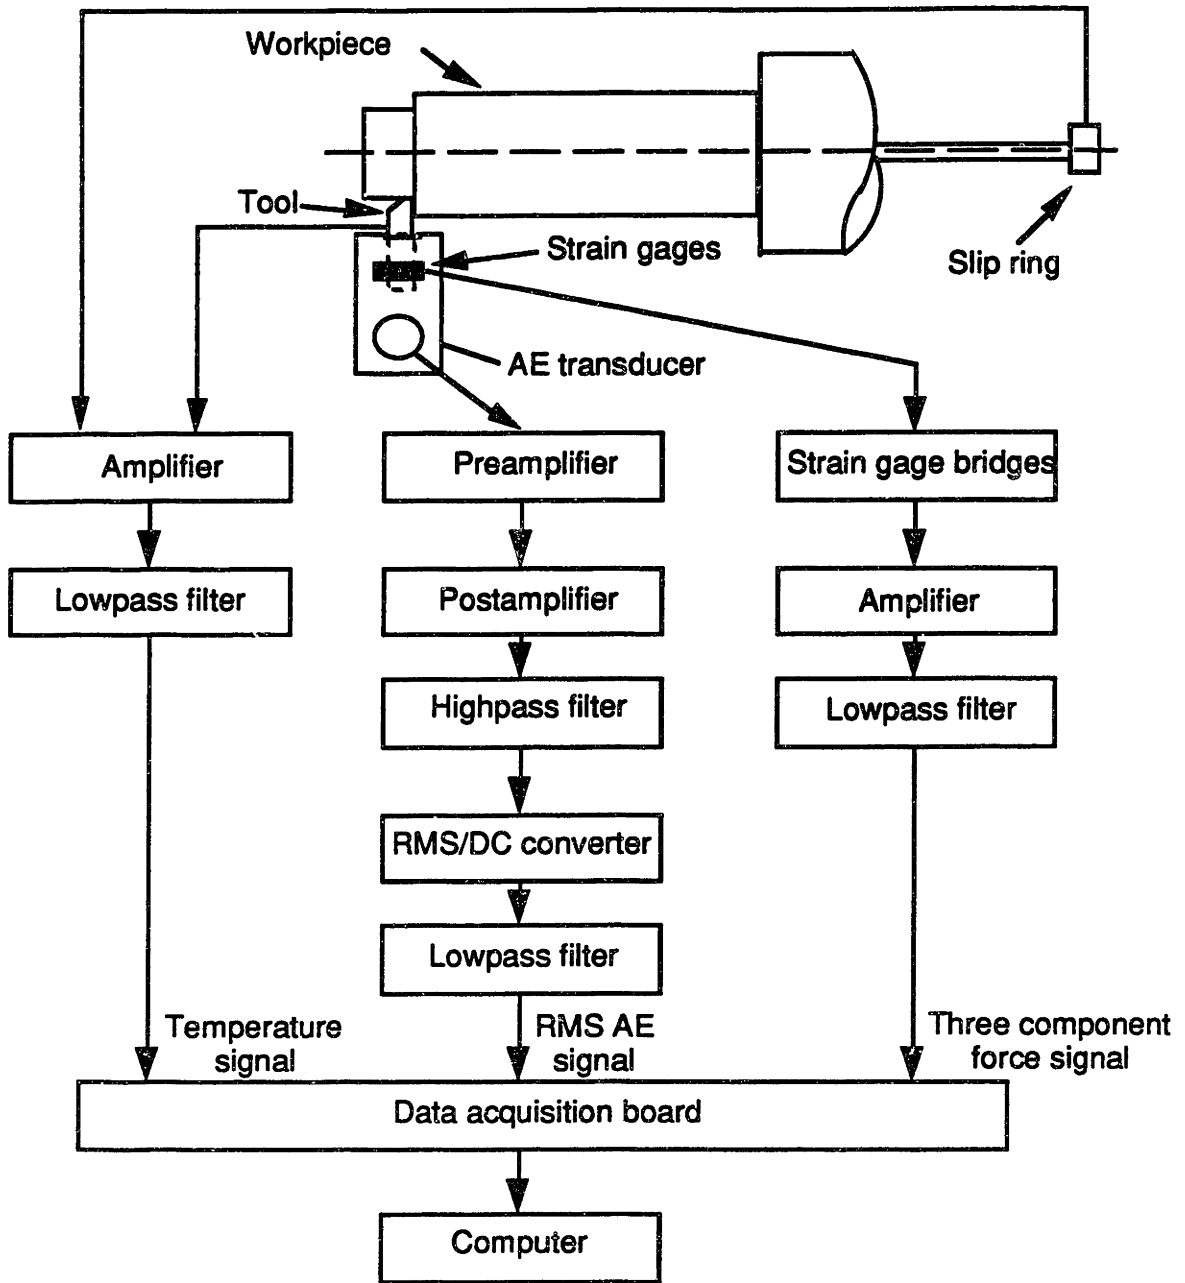 Workpiece
Tool
Strain gages
Slip ring
AE transducer
Amplifier
Preamplifier
Strain gage bridges
Lowpass filter
Postamplifier
Amplifier
Highpass filter
Lowpass filter
RMS/DC converter
Lowpass filter
Temperature
signal
RMS AE
signal
Three component
force signal
Data acquisition board
Computer